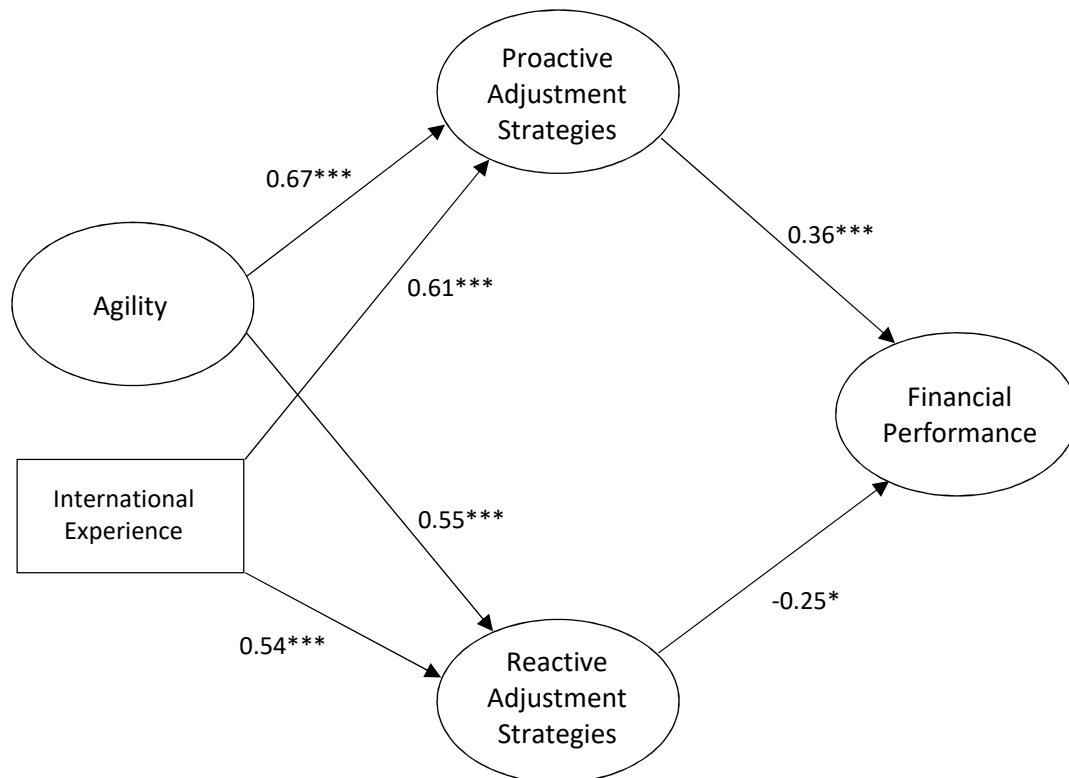 Proactive
Adjustment
Strategies
0.67***
0.36***
0.61***
Agility
Financial
Performance
International
Experience
0.55***
-0.25*
0.54***
Reactive
Adjustment
Strategies